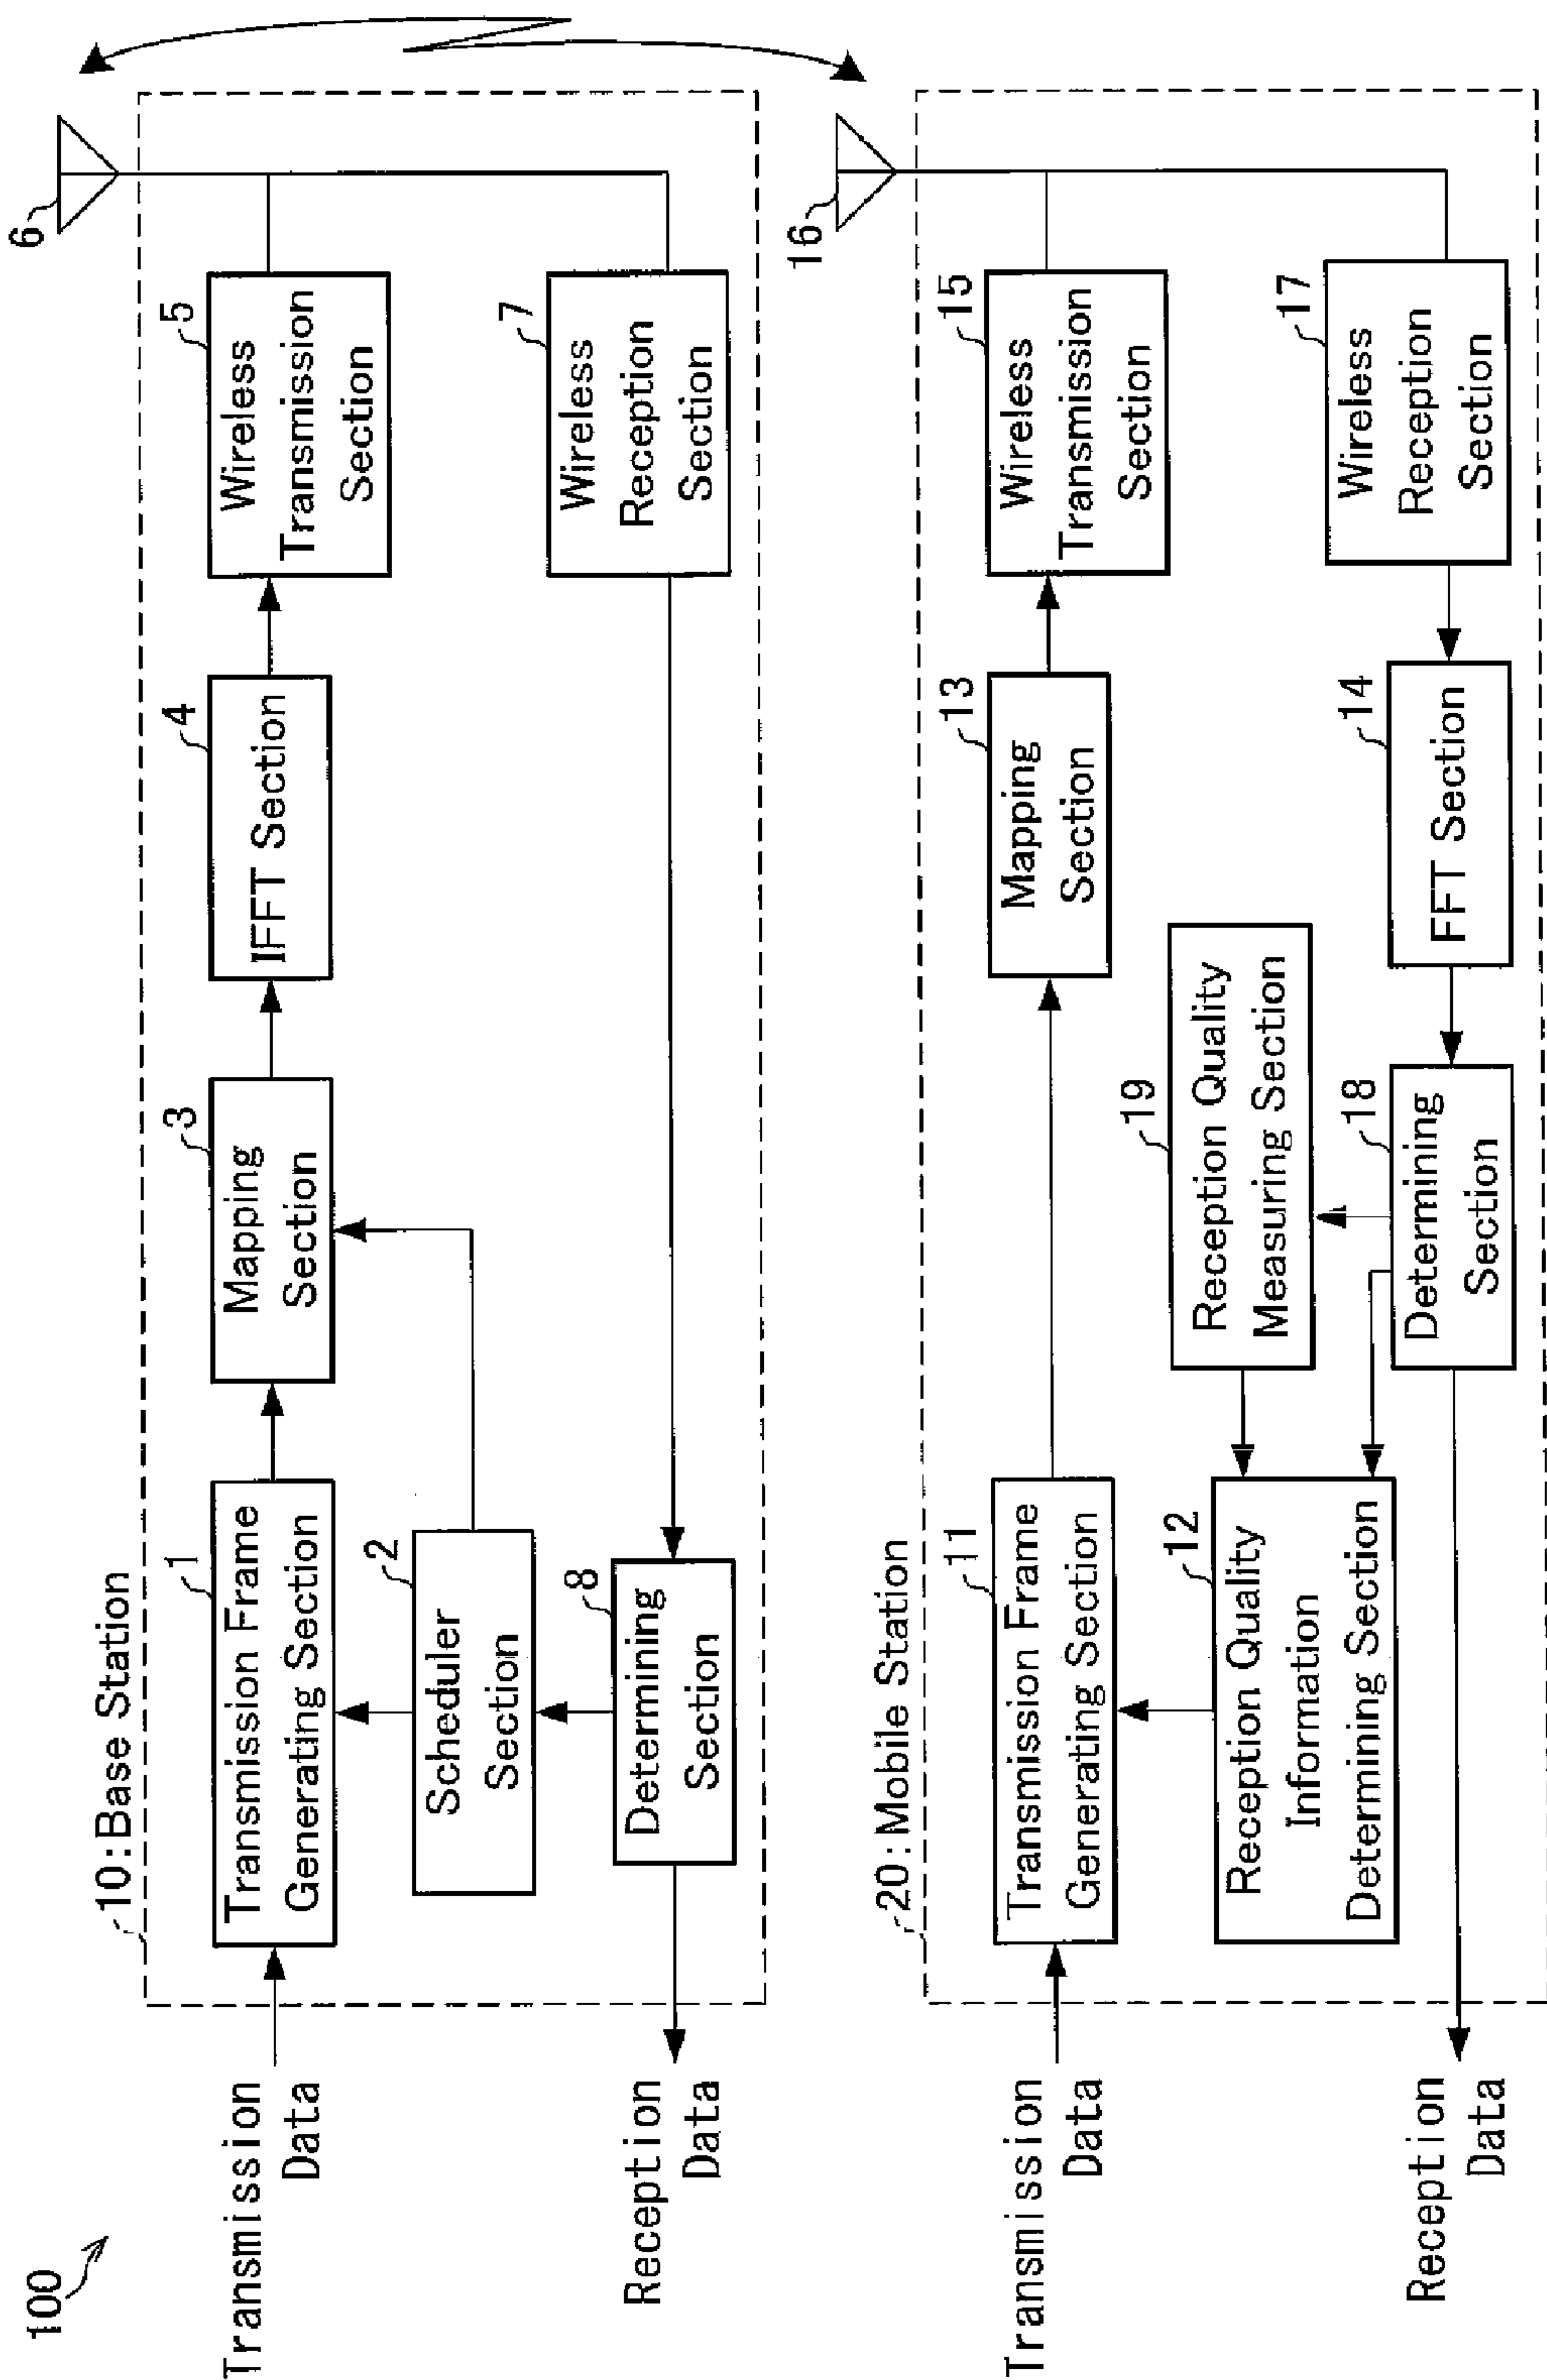 100
10:Base Station
Transmission
Data
1
Transmission Frame
Generating Section
3
Mapping
Section
4
IFFT Section
5
Wireless
Transmission
Section
6
2
Scheduler
Section
Reception
Data
8
Determining
Section
7
Wireless
Reception
Section
20:Mobile Station
Transmission
Data
11
Transmission Frame
Generating Section
13
Mapping
Section
15
Wireless
Transmission
Section
16
12
Reception Quality
Information
Determining Section
19
Reception Quality
Measuring Section
Reception
Data
18
Determining
Section
14
FFT Section
17
Wireless
Reception
Section